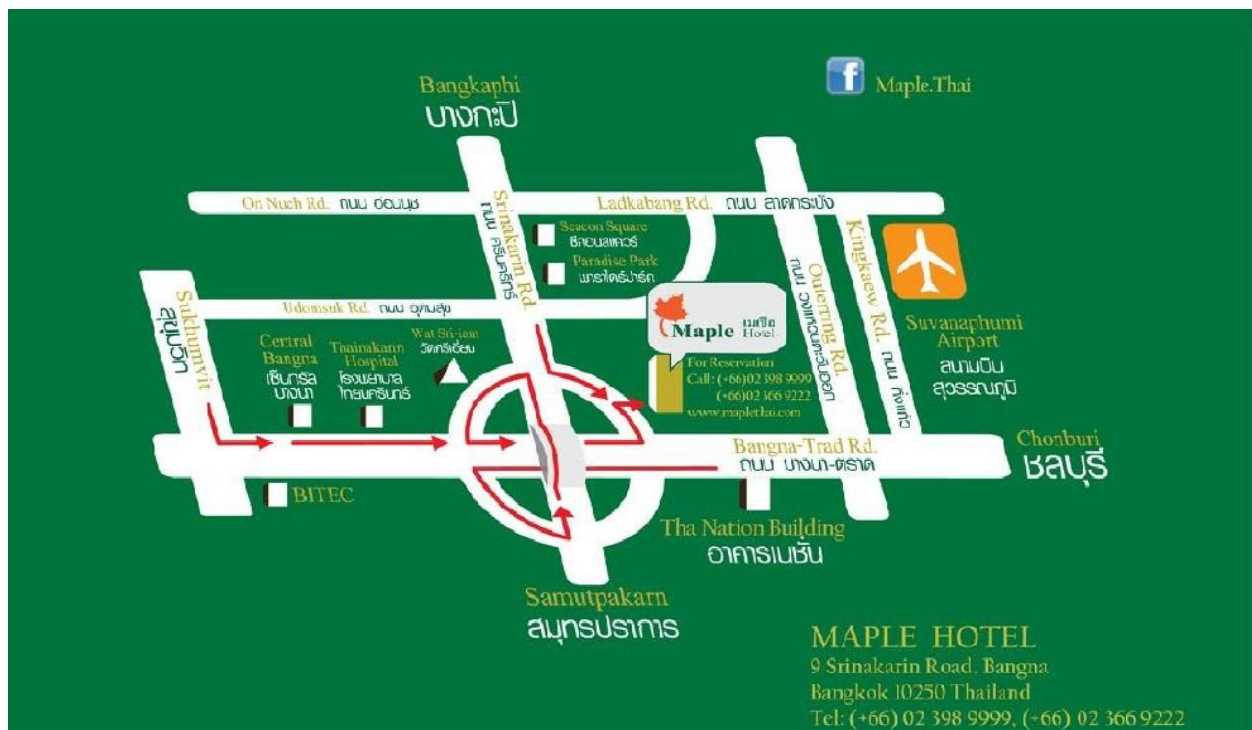 f Maple.Thai
Bangkaphi
บางกะปิ
On Nuch Rd. ถนน อ่อนนุช
Ladkabang Rd. ถนน ลาดกระบัง
Srinakarin Rd.
ถนน ศรีนครินทร์
Seacon Square
ซีคอนสแควร์
Paradise Park
พาราไดซ์ปาร์ค
Outerring Rd.
Kingkaew Rd. ถนน กิ่งแก้ว
Suvanaphumi
Airport
สนามบิน
สุวรรณภูมิ
Sukhumvit
สุขุมวิท
Udomsuk Rd. ถนน อุดมสุข
Central
Bangna
เซ็นทรัล
บางนา
Thainakarin
Hospital
โรงพยาบาล
ไทยนครินทร์
Wat Sri-iam
วัดศรีเอี่ยม
Maple เมเปิล
Hotel
For Reservation
Call: (+66)02 398 9999
(+66)02 366 9222
www.maplethai.com
Bangna-Trad Rd.
ถนน บางนา-ตราด
Chonburi
ชลบุรี
BITEC
Tha Nation Building
อาคารเนชั่น
Samutpakarn
สมุทรปราการ
MAPLE HOTEL
9 Srinakarin Road, Bangna
Bangkok 10250 Thailand
Tel: (+66) 02 398 9999, (+66) 02 366 9222